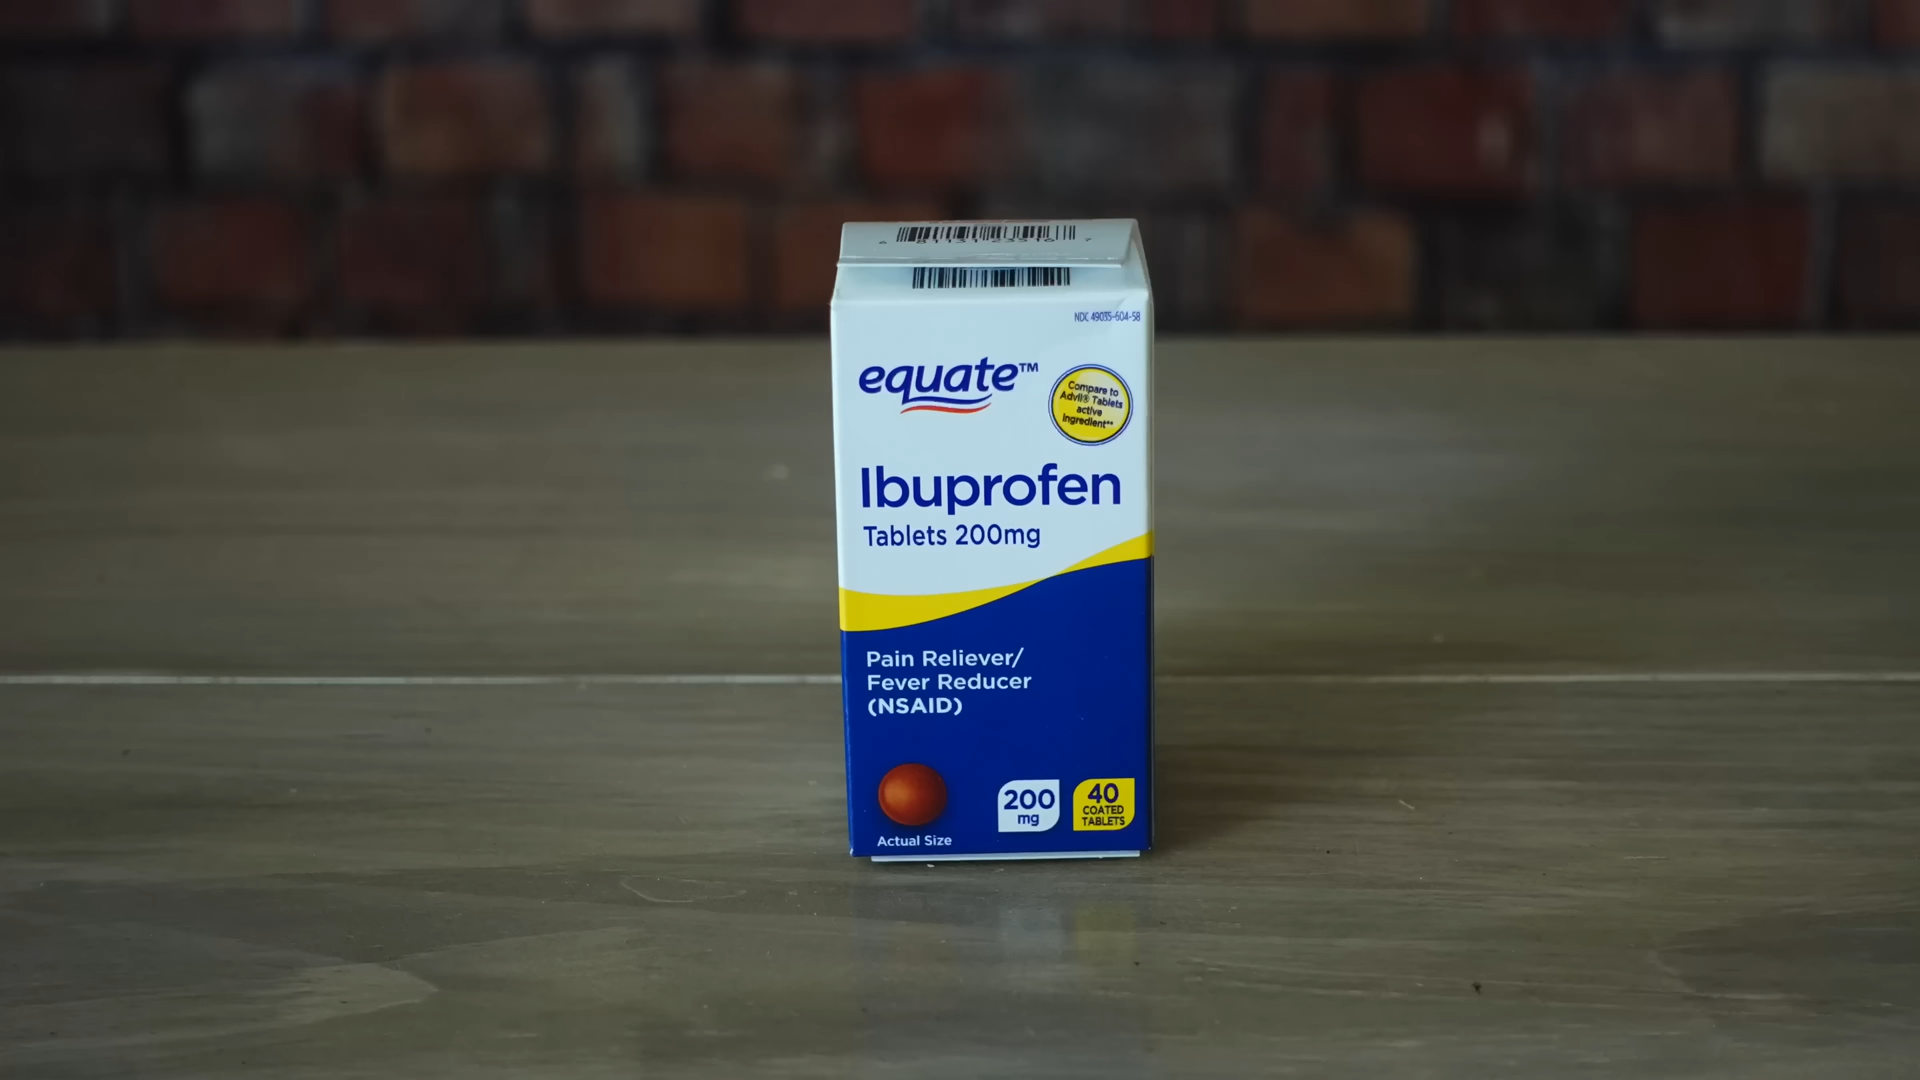 NDC 49035-604-58
equate™
Compare to
Advil® Tablets
active
ingredient**
Ibuprofen
Tablets 200mg
Pain Reliever/
Fever Reducer
(NSAID)
200
mg
40
COATED
TABLETS
Actual Size